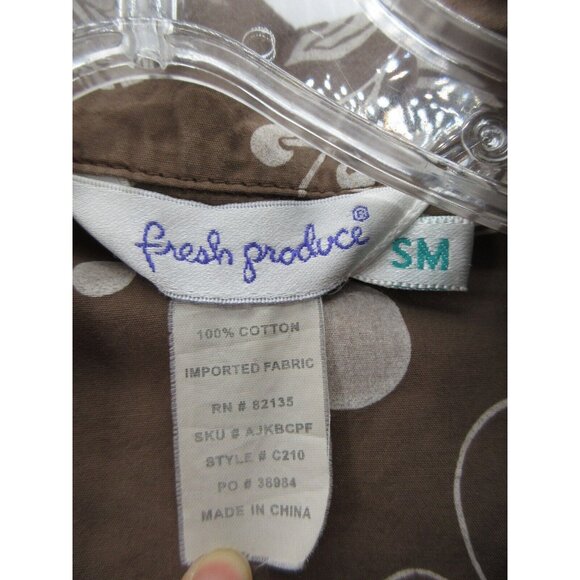 fresh produce®
SM
100% COTTON
IMPORTED FABRIC
RN # 82135
SKU # AJKBCPF
STYLE # C210
PO # 38984
MADE IN CHINA